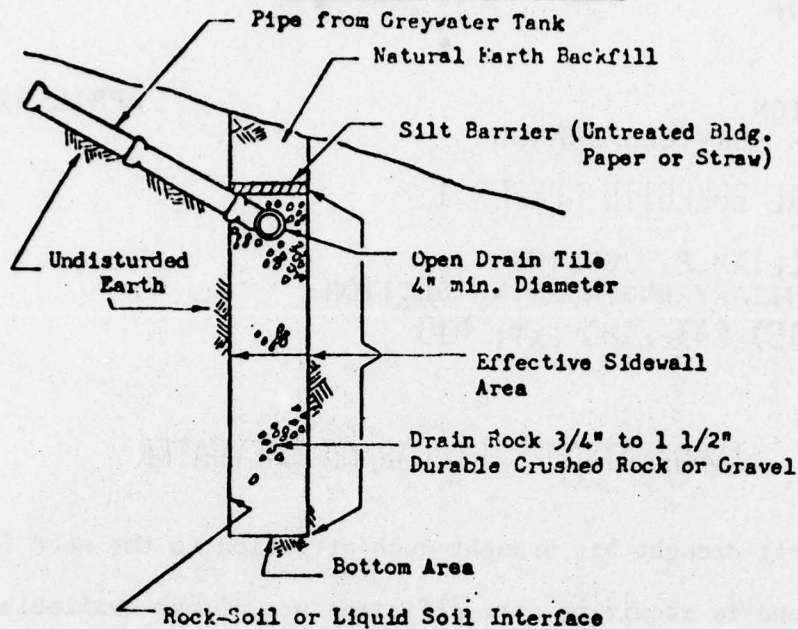 Pipe from Greywater Tank
Natural Earth Backfill
Silt Barrier (Untreated Bldg.
Paper or Straw)
Undisturded
Earth
Open Drain Tile
4" min. Diameter
Effective Sidewall
Area
Drain Rock 3/4" to 1 1/2"
Durable Crushed Rock or Gravel
Bottom Area
Rock-Soil or Liquid Soil Interface